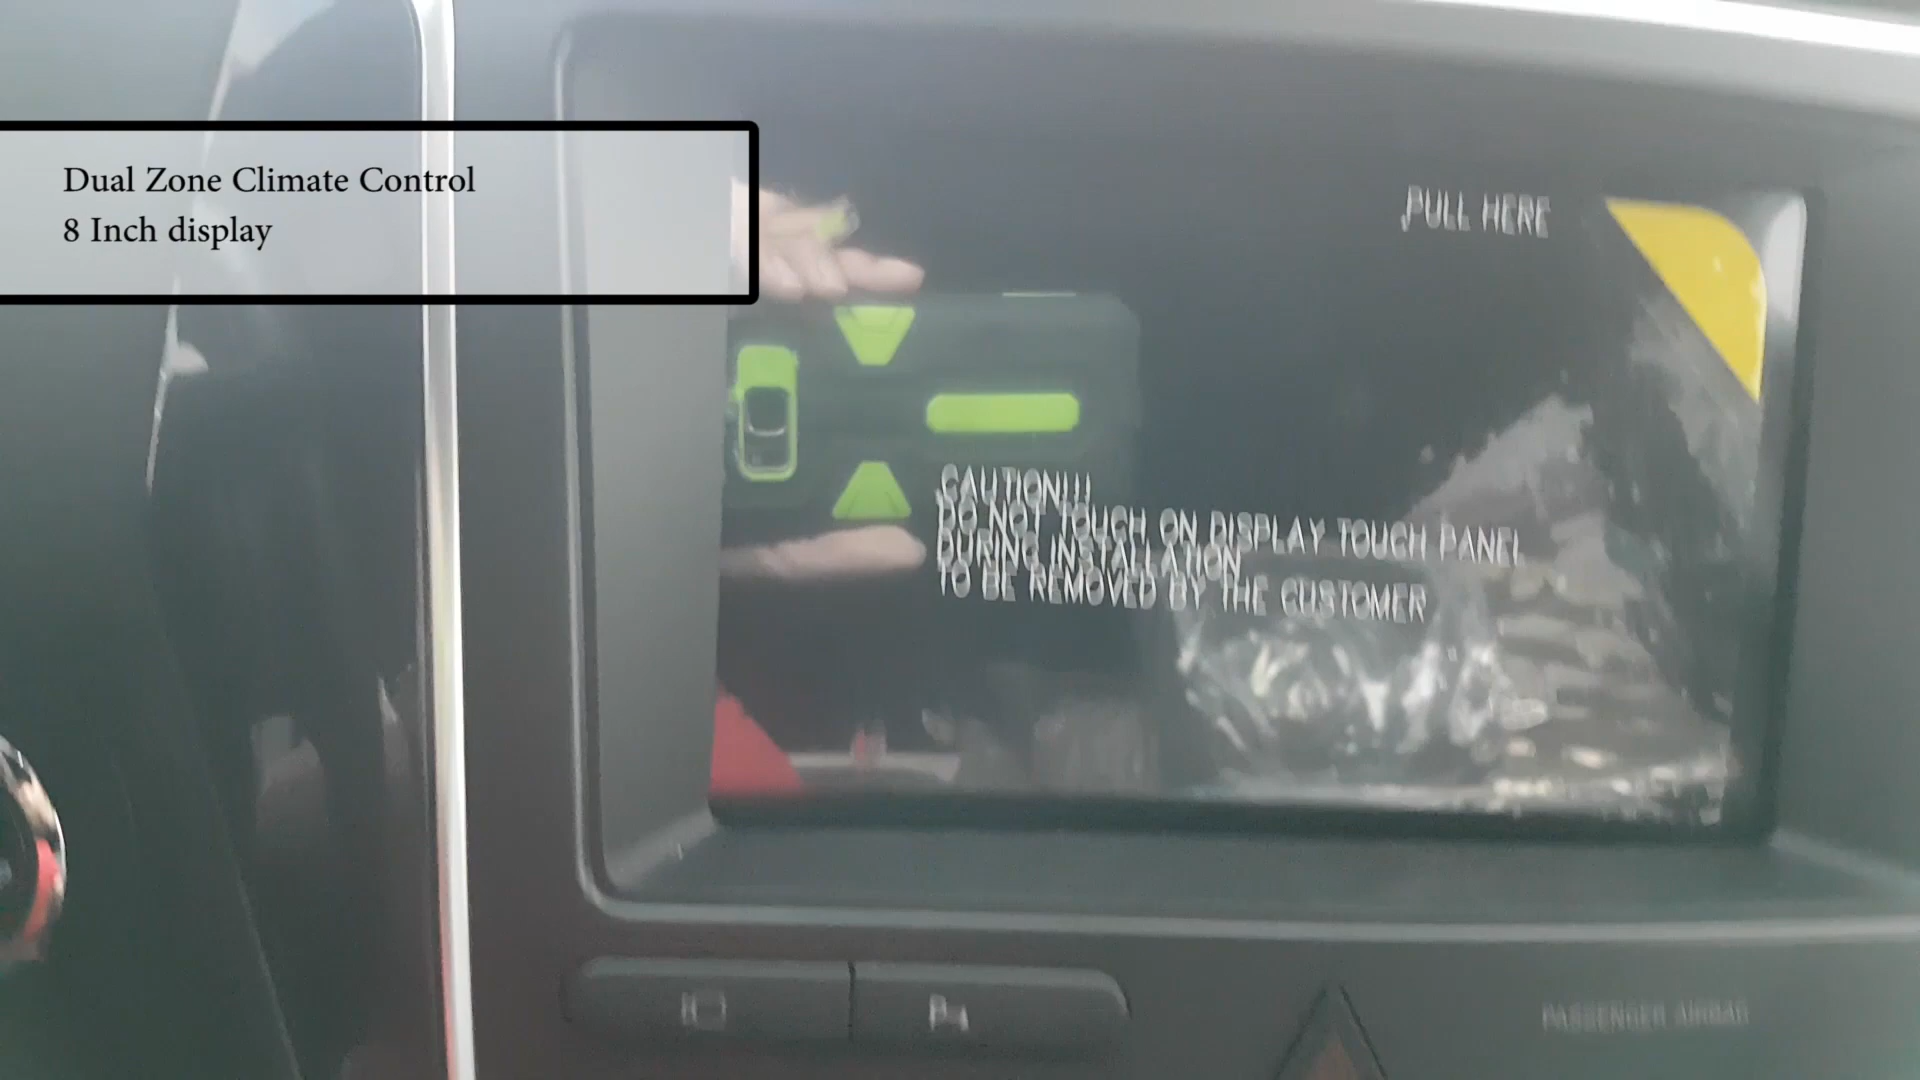 Dual Zone Climate Control
8 Inch display
PULL HERE
CAUTION!!!
DO NOT TOUCH ON DISPLAY TOUCH PANEL
DURING INSTALLATION
TO BE REMOVED BY THE CUSTOMER
PASSENGER AIRBAG